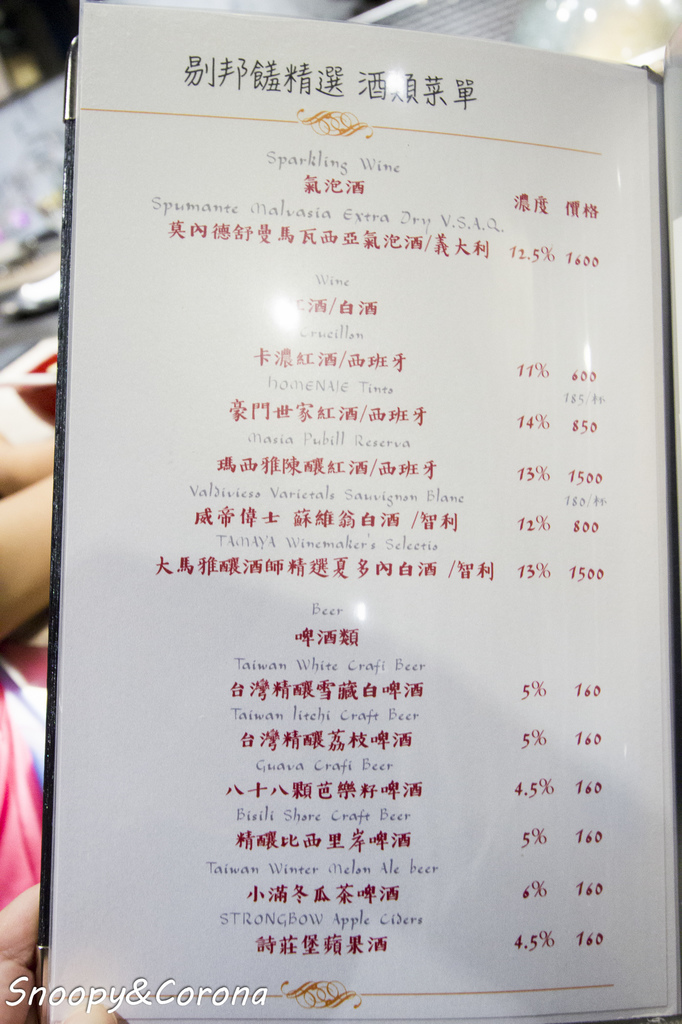 剔邦饈精選 酒類菜單
Sparkling Wine
氣泡酒 濃度 價格
Spumante Malvasia Extra Dry V.S.A.Q.
莫內德舒曼馬瓦西亞氣泡酒/義大利 12.5% 1600
Wine
酒/白酒
Crucillon
卡濃紅酒/西班牙 11% 600
HOMENAJE Tinto 185/杯
豪門世家紅酒/西班牙 14% 850
Masia Pubill Reserva
瑪西雅陳釀紅酒/西班牙 13% 1500
Valdivieso Varietals Sauvignon Blanc 180/杯
威帝偉士 蘇維翁白酒 /智利 12% 800
TAMAYA Winemaker's Selectio
大馬雅釀酒師精選夏多內白酒 /智利 13% 1500
Beer
啤酒類
Taiwan White Crafi Beer
台灣精釀雪藏白啤酒 5% 160
Taiwan litchi Craft Beer
台灣精釀荔枝啤酒 5% 160
Guava Crafi Beer
八十八顆芭樂籽啤酒 4.5% 160
Bisili Shore Craft Beer
精釀比西里岸啤酒 5% 160
Taiwan Winter Melon Ale beer
小滿冬瓜茶啤酒 6% 160
STRONGBOW Apple Ciders
詩莊堡蘋果酒 4.5% 160
Snoopy&Corona